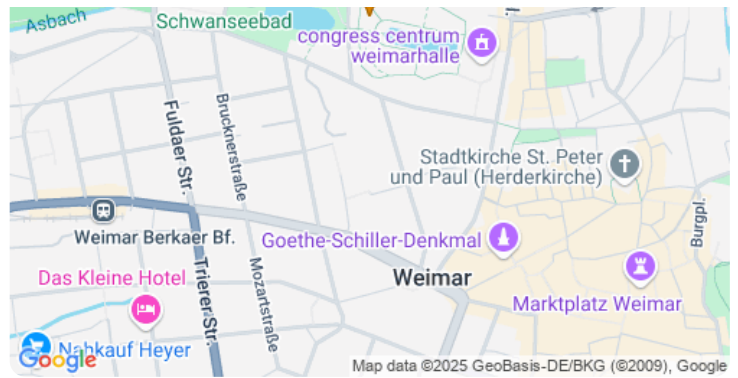 Asbach
Schwanseebad
congress centrum
weimarhalle
Fuldaer Str.
Brucknerstraße
Stadtkirche St. Peter
und Paul (Herderkirche)
Burgpl.
Weimar Berkaer Bf.
Goethe-Schiller-Denkmal
Das Kleine Hotel
Trierer Str.
Mozartstraße
Weimar
Marktplatz Weimar
Nahkauf Heyer
Google
Map data ©2025 GeoBasis-DE/BKG (©2009), Google